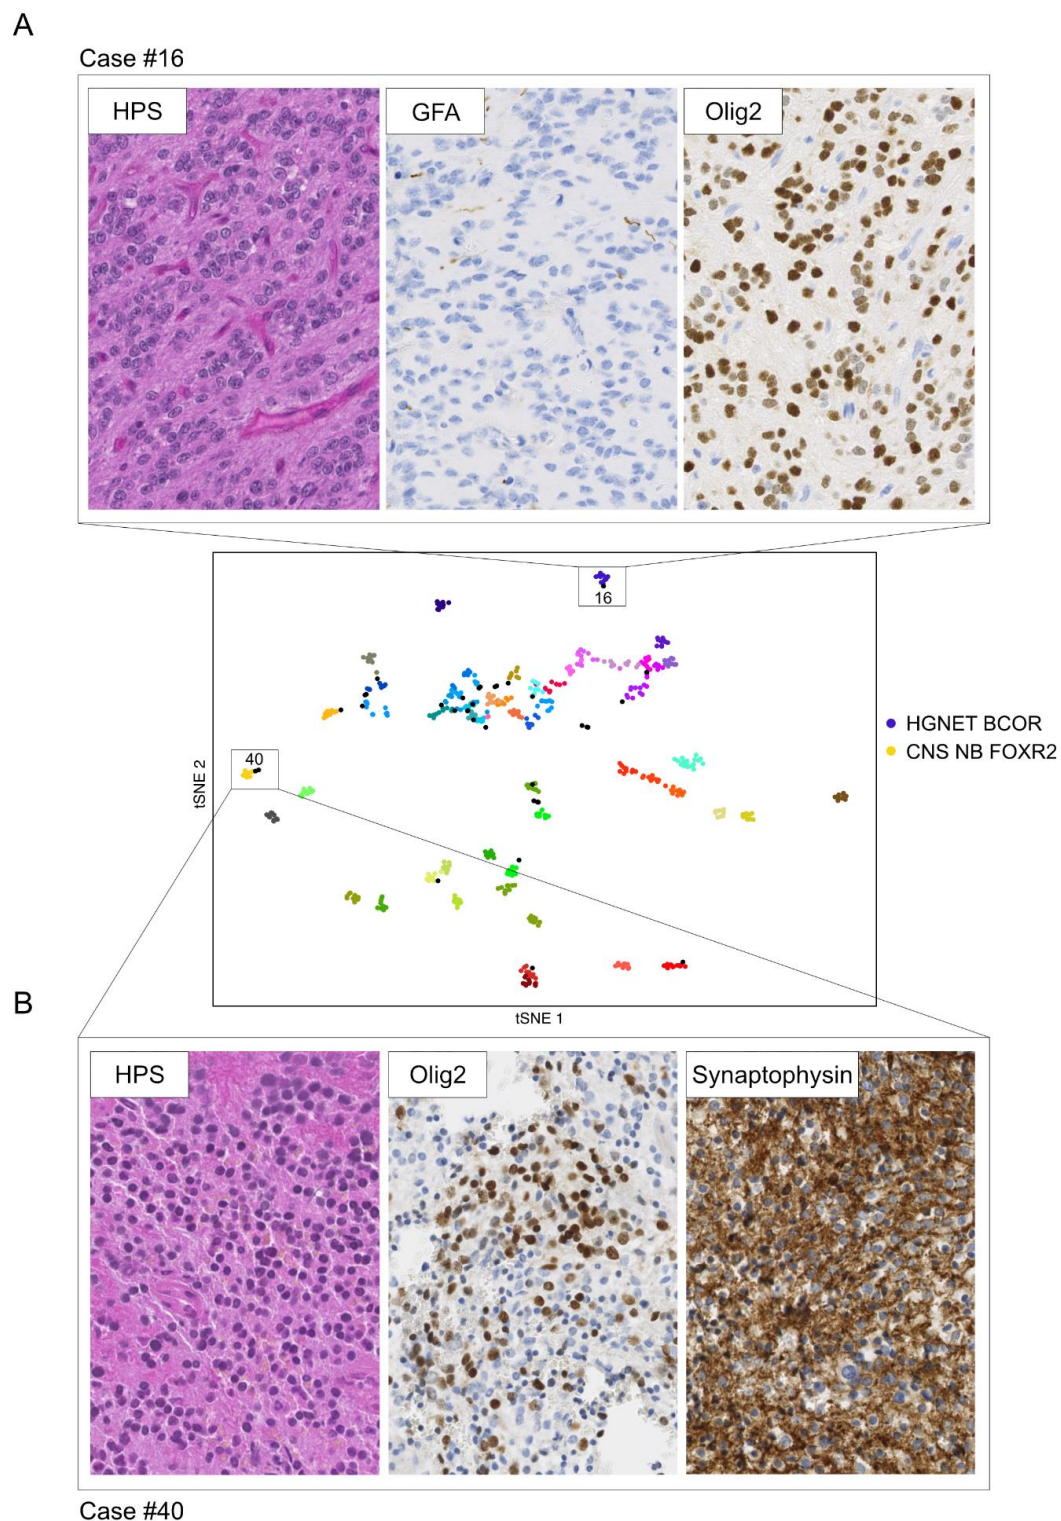 A
Case #16
HPS
GFA
Olig2
16
HGNET BCOR
CNS NB FOXR2
40
tSNE 2
tSNE 1
B
HPS
Olig2
Synaptophysin
Case #40